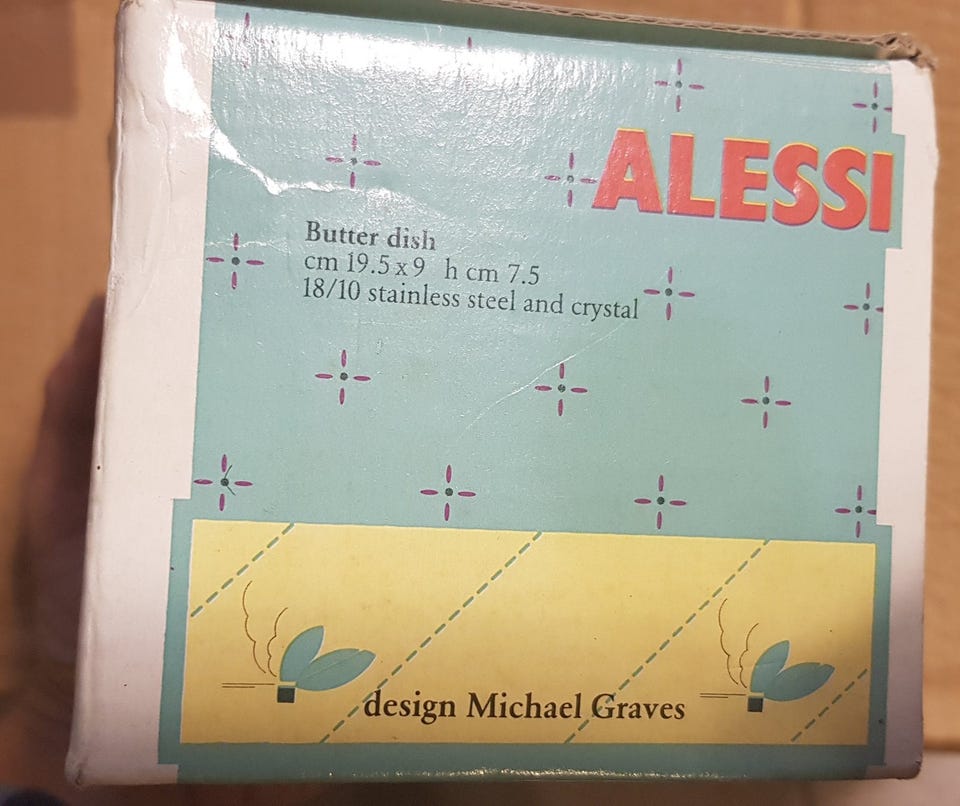 ALESSI
Butter dish
cm 19.5 x 9 h cm 7.5
18/10 stainless steel and crystal
design Michael Graves